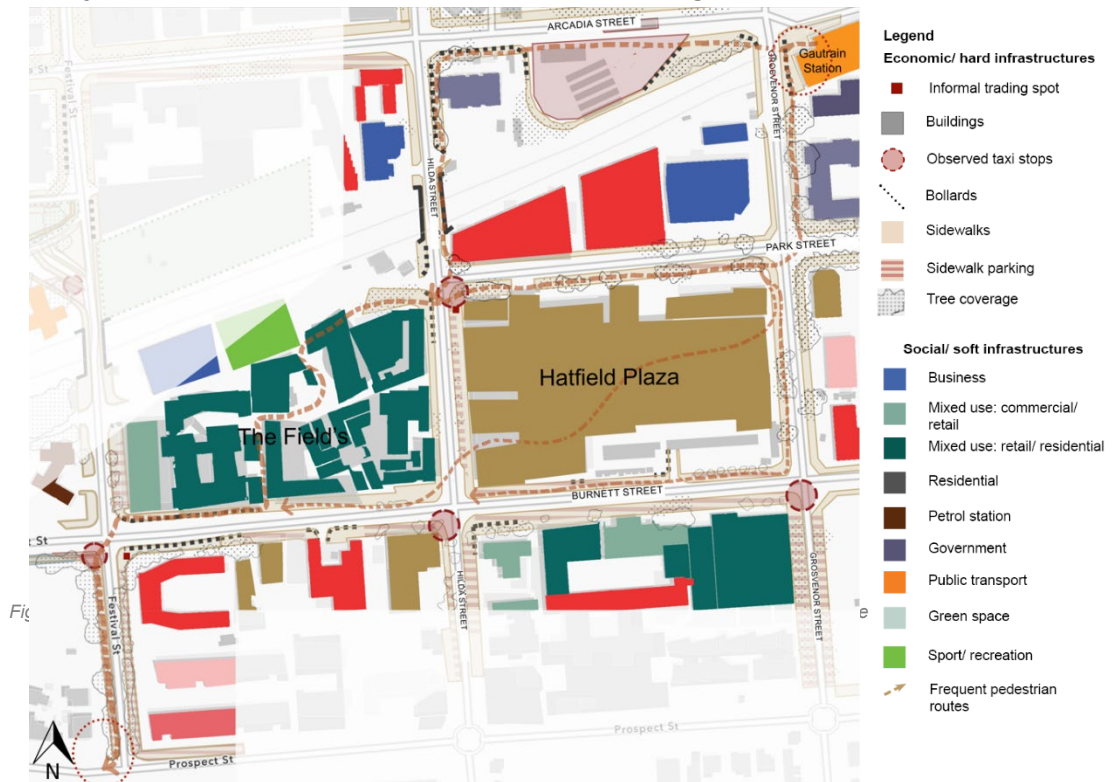 ARCADIA STREET
Gautrain
Station
Festival St
HILDA STREET
GROSVENOR STREET
PARK STREET
Hatfield Plaza
The Field's
BURNETT STREET
St
Festival St
HILDA STREET
GROSVENOR STREET
Fig
e
Prospect St
Prospect St
N
Legend
Economic/ hard infrastructures
Informal trading spot
Buildings
Observed taxi stops
Bollards
Sidewalks
Sidewalk parking
Tree coverage
Social/ soft infrastructures
Business
Mixed use: commercial/
retail
Mixed use: retail/ residential
Residential
Petrol station
Government
Public transport
Green space
Sport/ recreation
Frequent pedestrian
routes